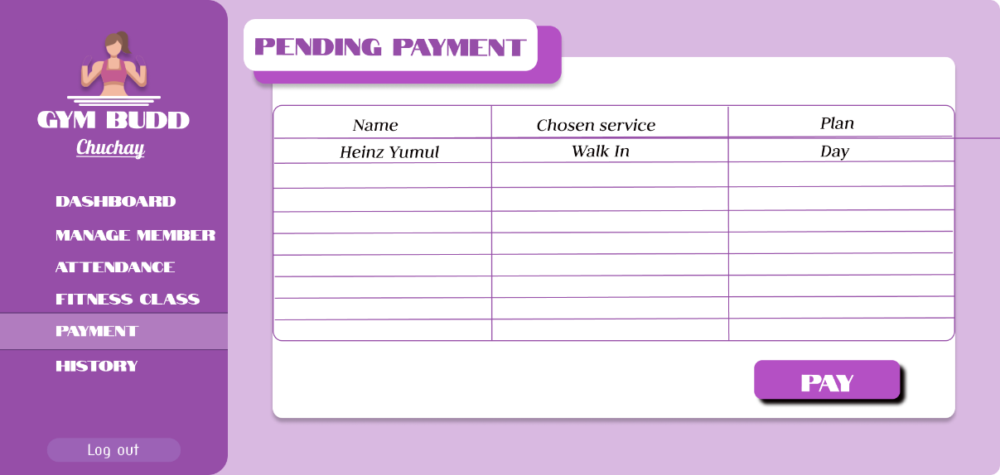 GYM BUDD
Chuchay
DASHBOARD
MANAGE MEMBER
ATTENDANCE
FITNESS CLASS
PAYMENT
HISTORY
Log out
PENDING PAYMENT
Name Chosen service Plan
Heinz Yumul Walk In Day
PAY